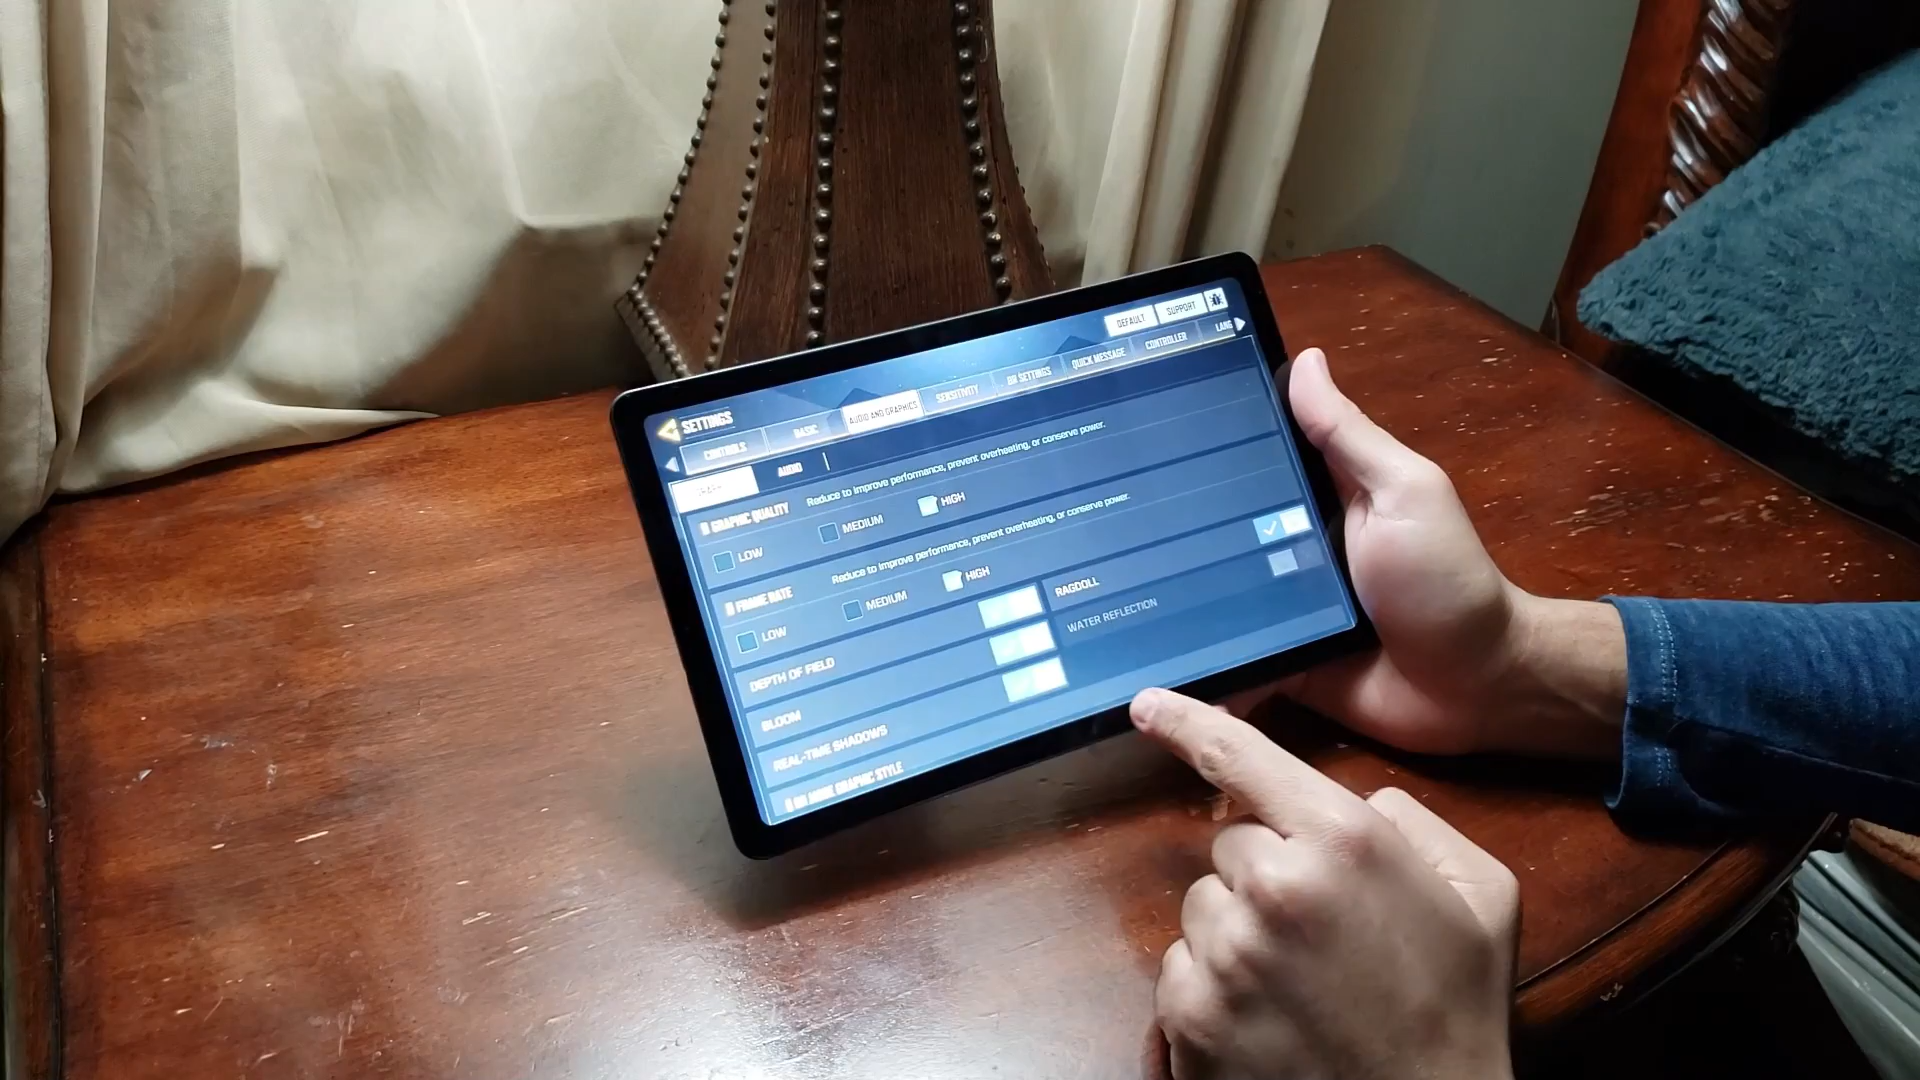 DEFAULT SUPPORT
SETTINGS
CONTROLS BASIC AUDIO AND GRAPHICS SENSITIVITY BR SETTINGS QUICK MESSAGE CONTROLLER LANG
AUDIO
GRAPHIC QUALITY Reduce to improve performance, prevent overheating, or conserve power.
LOW MEDIUM HIGH
FRAME RATE Reduce to improve performance, prevent overheating, or conserve power.
LOW MEDIUM HIGH
DEPTH OF FIELD RAGDOLL
BLOOM WATER REFLECTION
REAL-TIME SHADOWS
BR MODE GRAPHIC STYLE